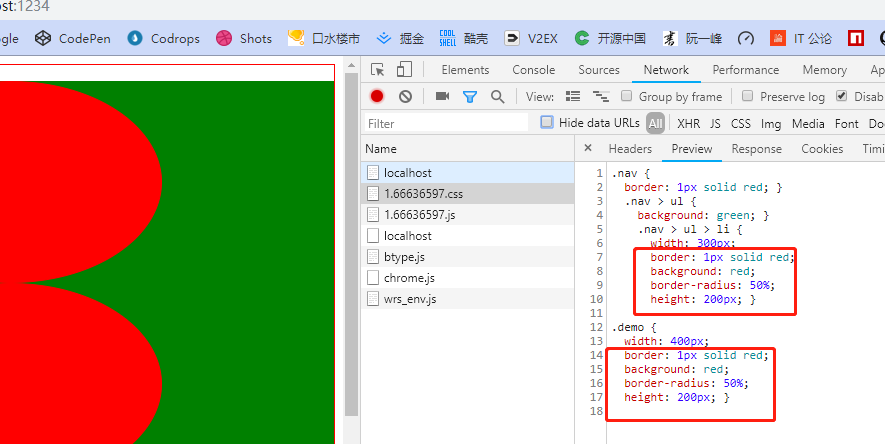 st:1234
gle CodePen Codrops Shots 口水楼市 掘金 COOL SHELL 酷壳 V2EX 开源中国 阮一峰 IT 公论
Elements Console Sources Network Performance Memory Ap
View: Group by frame Preserve log Disab
Filter Hide data URLs All XHR JS CSS Img Media Font Doc
Name
localhost
1.66636597.css
1.66636597.js
localhost
btype.js
chrome.js
wrs_env.js
× Headers Preview Response Cookies Timi
1 .nav {
2 border: 1px solid red; }
3 .nav > ul {
4 background: green; }
5 .nav > ul > li {
6 width: 300px;
7 border: 1px solid red;
8 background: red;
9 border-radius: 50%;
10 height: 200px; }
11
12 .demo {
13 width: 400px;
14 border: 1px solid red;
15 background: red;
16 border-radius: 50%;
17 height: 200px; }
18